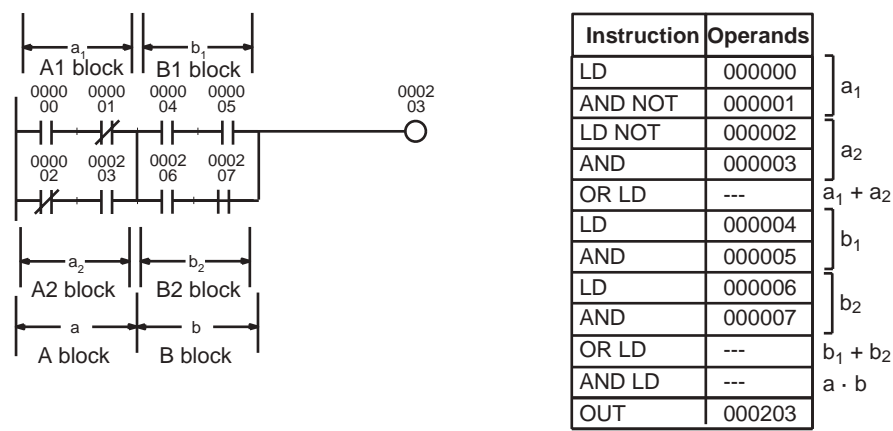 a1 b1
A1 block B1 block
0000 0000 0000 0000 0002
00 01 04 05 03
0000 0002 0002 0002
02 03 06 07
a2 b2
A2 block B2 block
a b
A block B block
Instruction Operands
LD 000000
AND NOT 000001
a1
LD NOT 000002
AND 000003
a2
OR LD --- a1 + a2
LD 000004
AND 000005
b1
LD 000006
AND 000007
b2
OR LD --- b1 + b2
AND LD --- a · b
OUT 000203